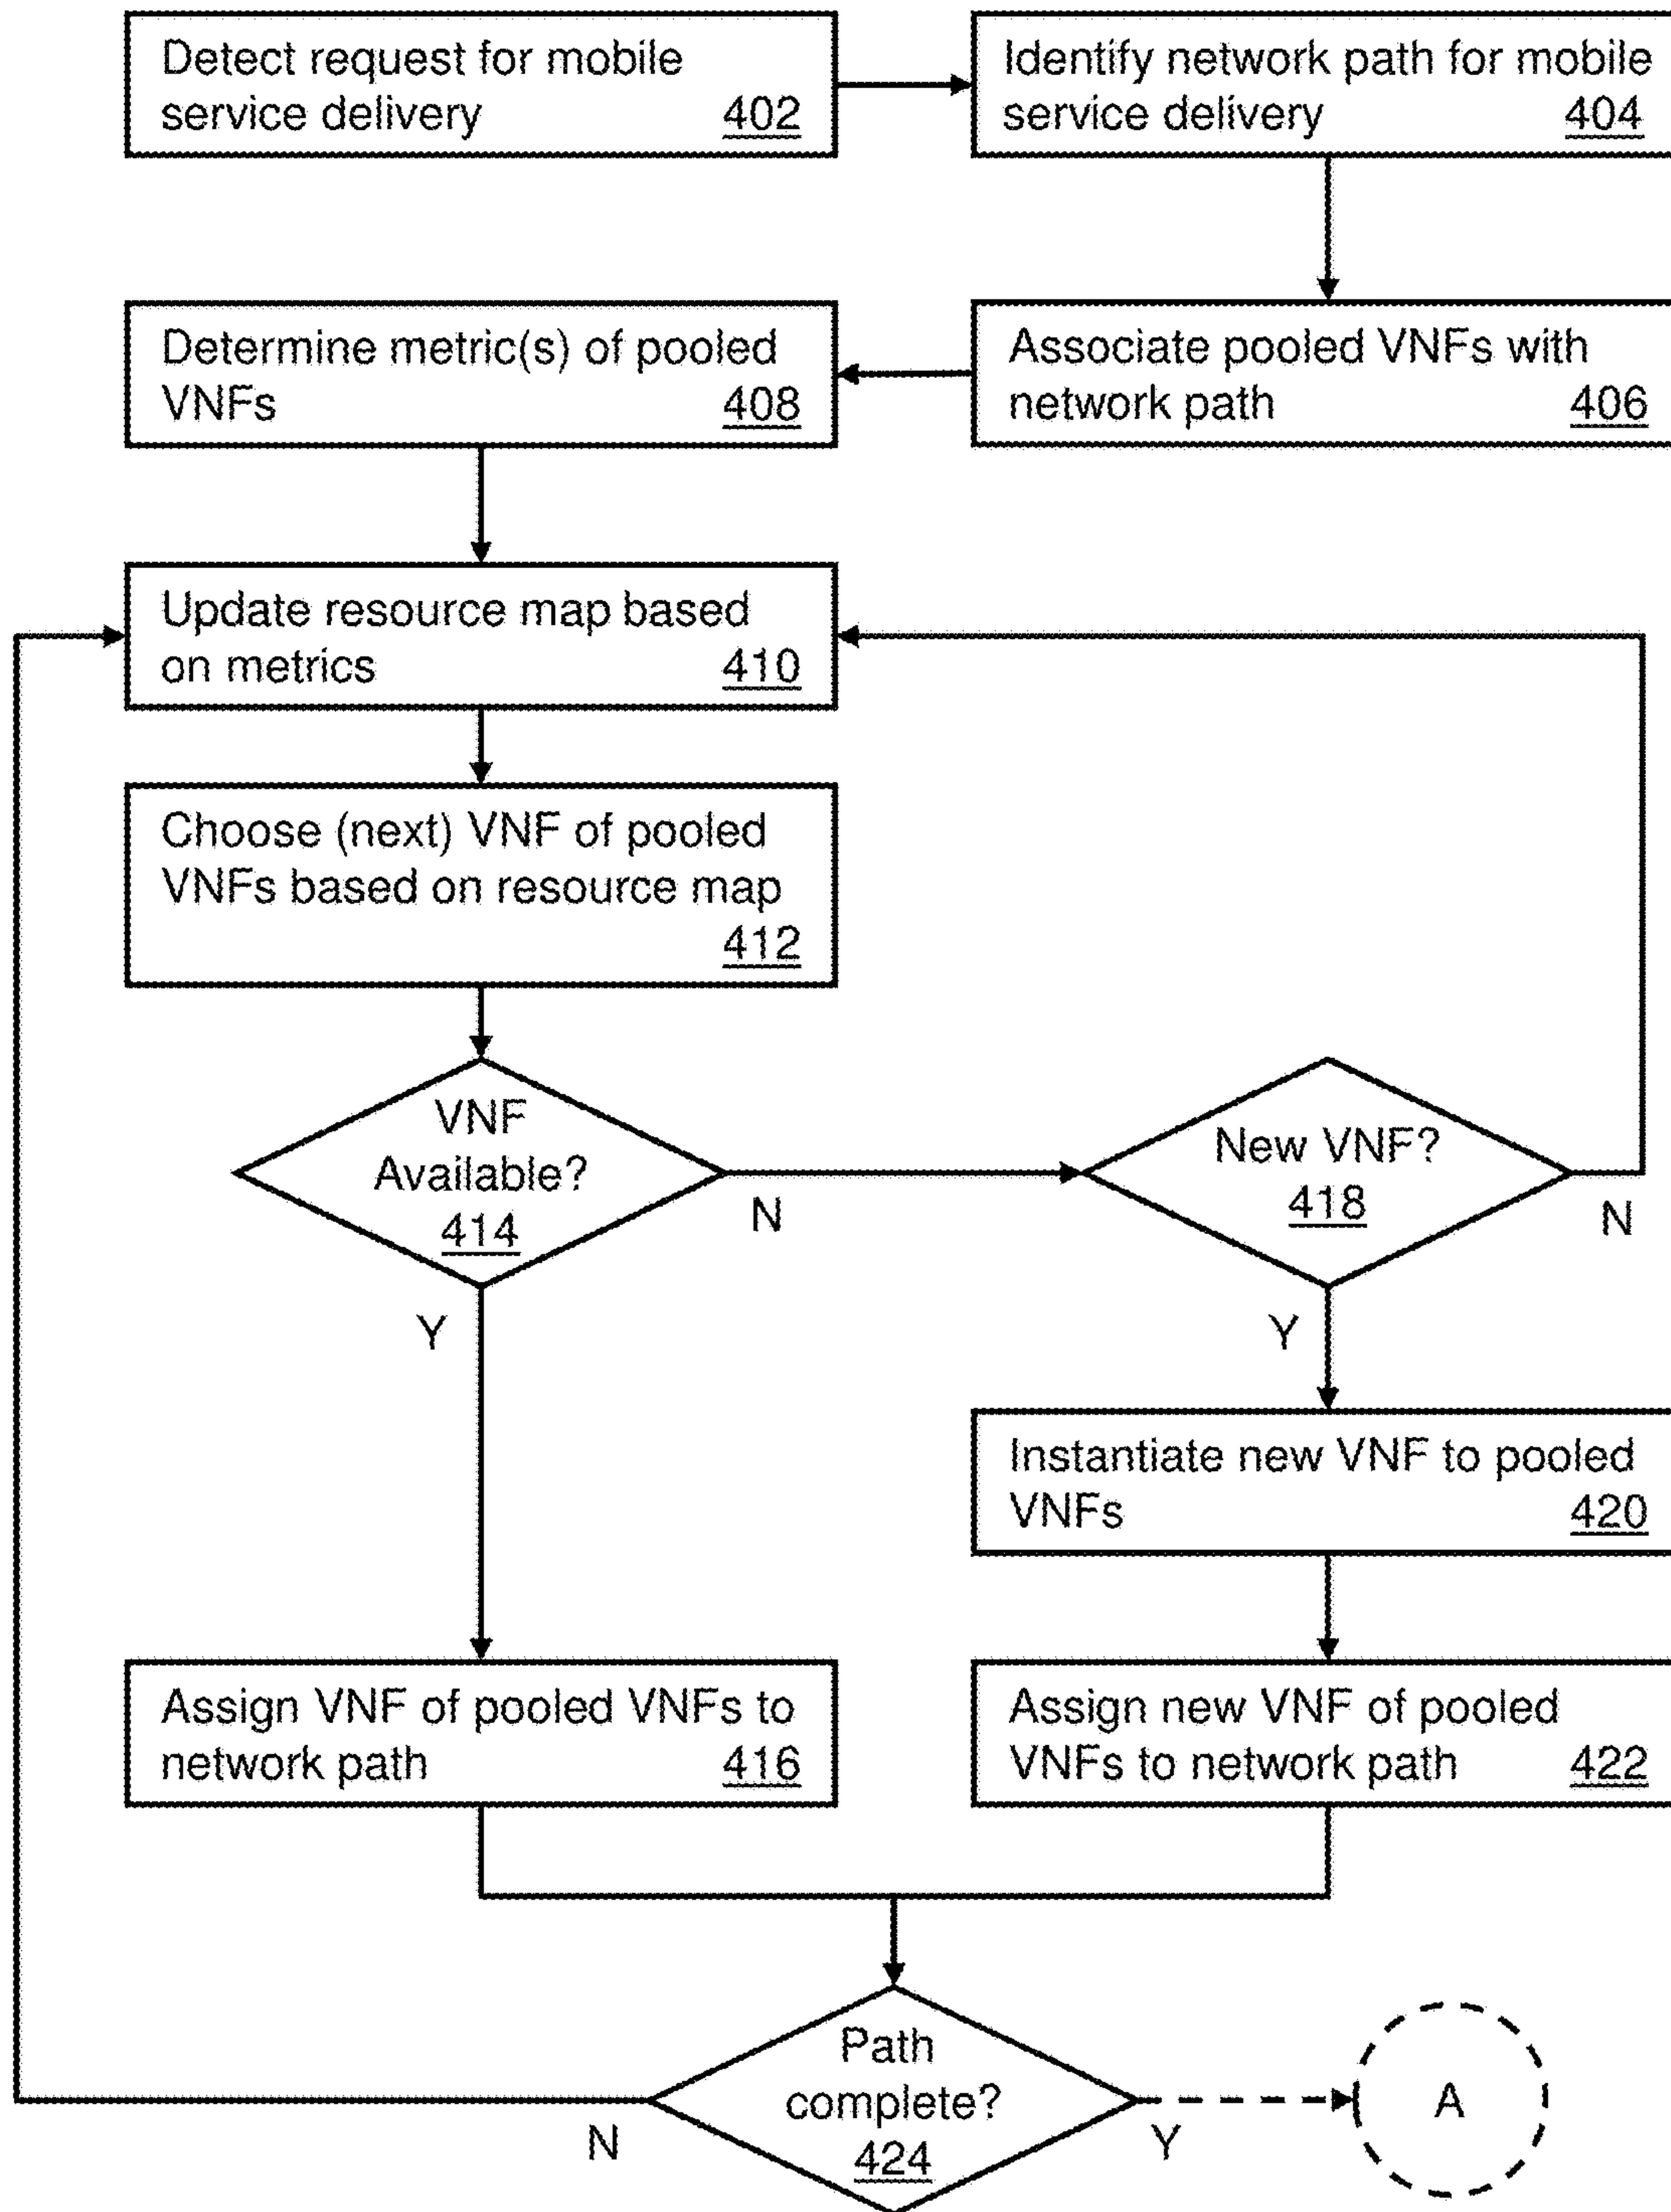 Detect request for mobile
service delivery 402
Identify network path for mobile
service delivery 404
Associate pooled VNFs with
network path 406
Determine metric(s) of pooled
VNFs 408
Update resource map based
on metrics 410
Choose (next) VNF of pooled
VNFs based on resource map
412
VNF
Available?
414
N
Y
New VNF?
418
N
Y
Instantiate new VNF to pooled
VNFs 420
Assign VNF of pooled VNFs to
network path 416
Assign new VNF of pooled
VNFs to network path 422
Path
complete?
424
N
Y
A